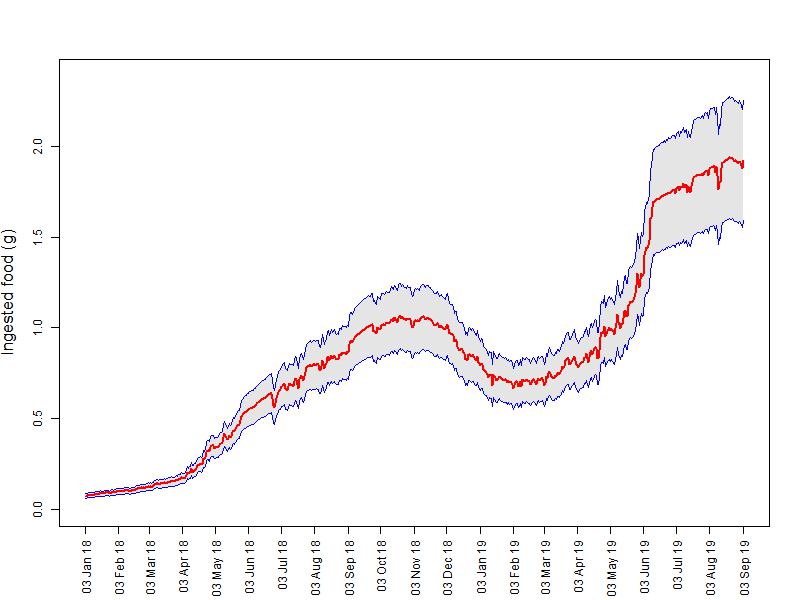 Ingested food (g)
2.0
1.5
1.0
0.5
0.0
03 Jan 18
03 Feb 18
03 Mar 18
03 Apr 18
03 May 18
03 Jun 18
03 Jul 18
03 Aug 18
03 Sep 18
03 Oct 18
03 Nov 18
03 Dec 18
03 Jan 19
03 Feb 19
03 Mar 19
03 Apr 19
03 May 19
03 Jun 19
03 Jul 19
03 Aug 19
03 Sep 19